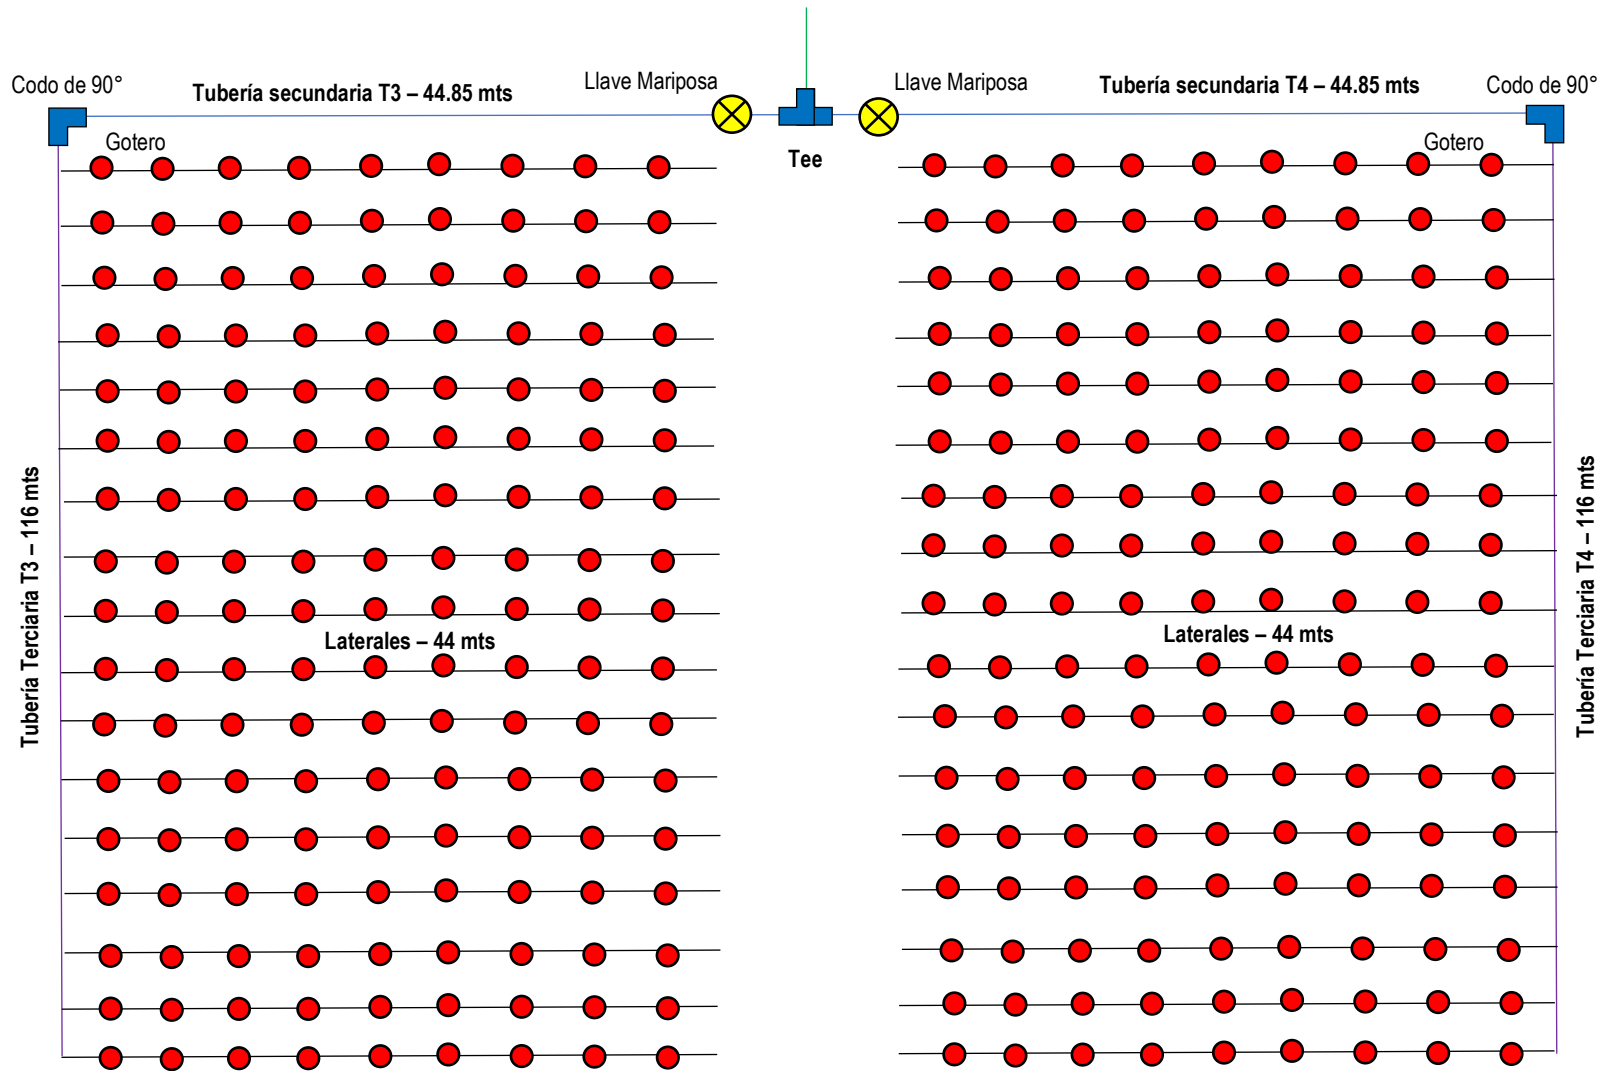 Codo de 90°
Tubería secundaria T3 – 44.85 mts
Llave Mariposa
Llave Mariposa
Tubería secundaria T4 – 44.85 mts
Codo de 90°
Gotero
Tee
Gotero
Tubería Terciaria T3 – 116 mts
Laterales – 44 mts
Laterales – 44 mts
Tubería Terciaria T4 – 116 mts